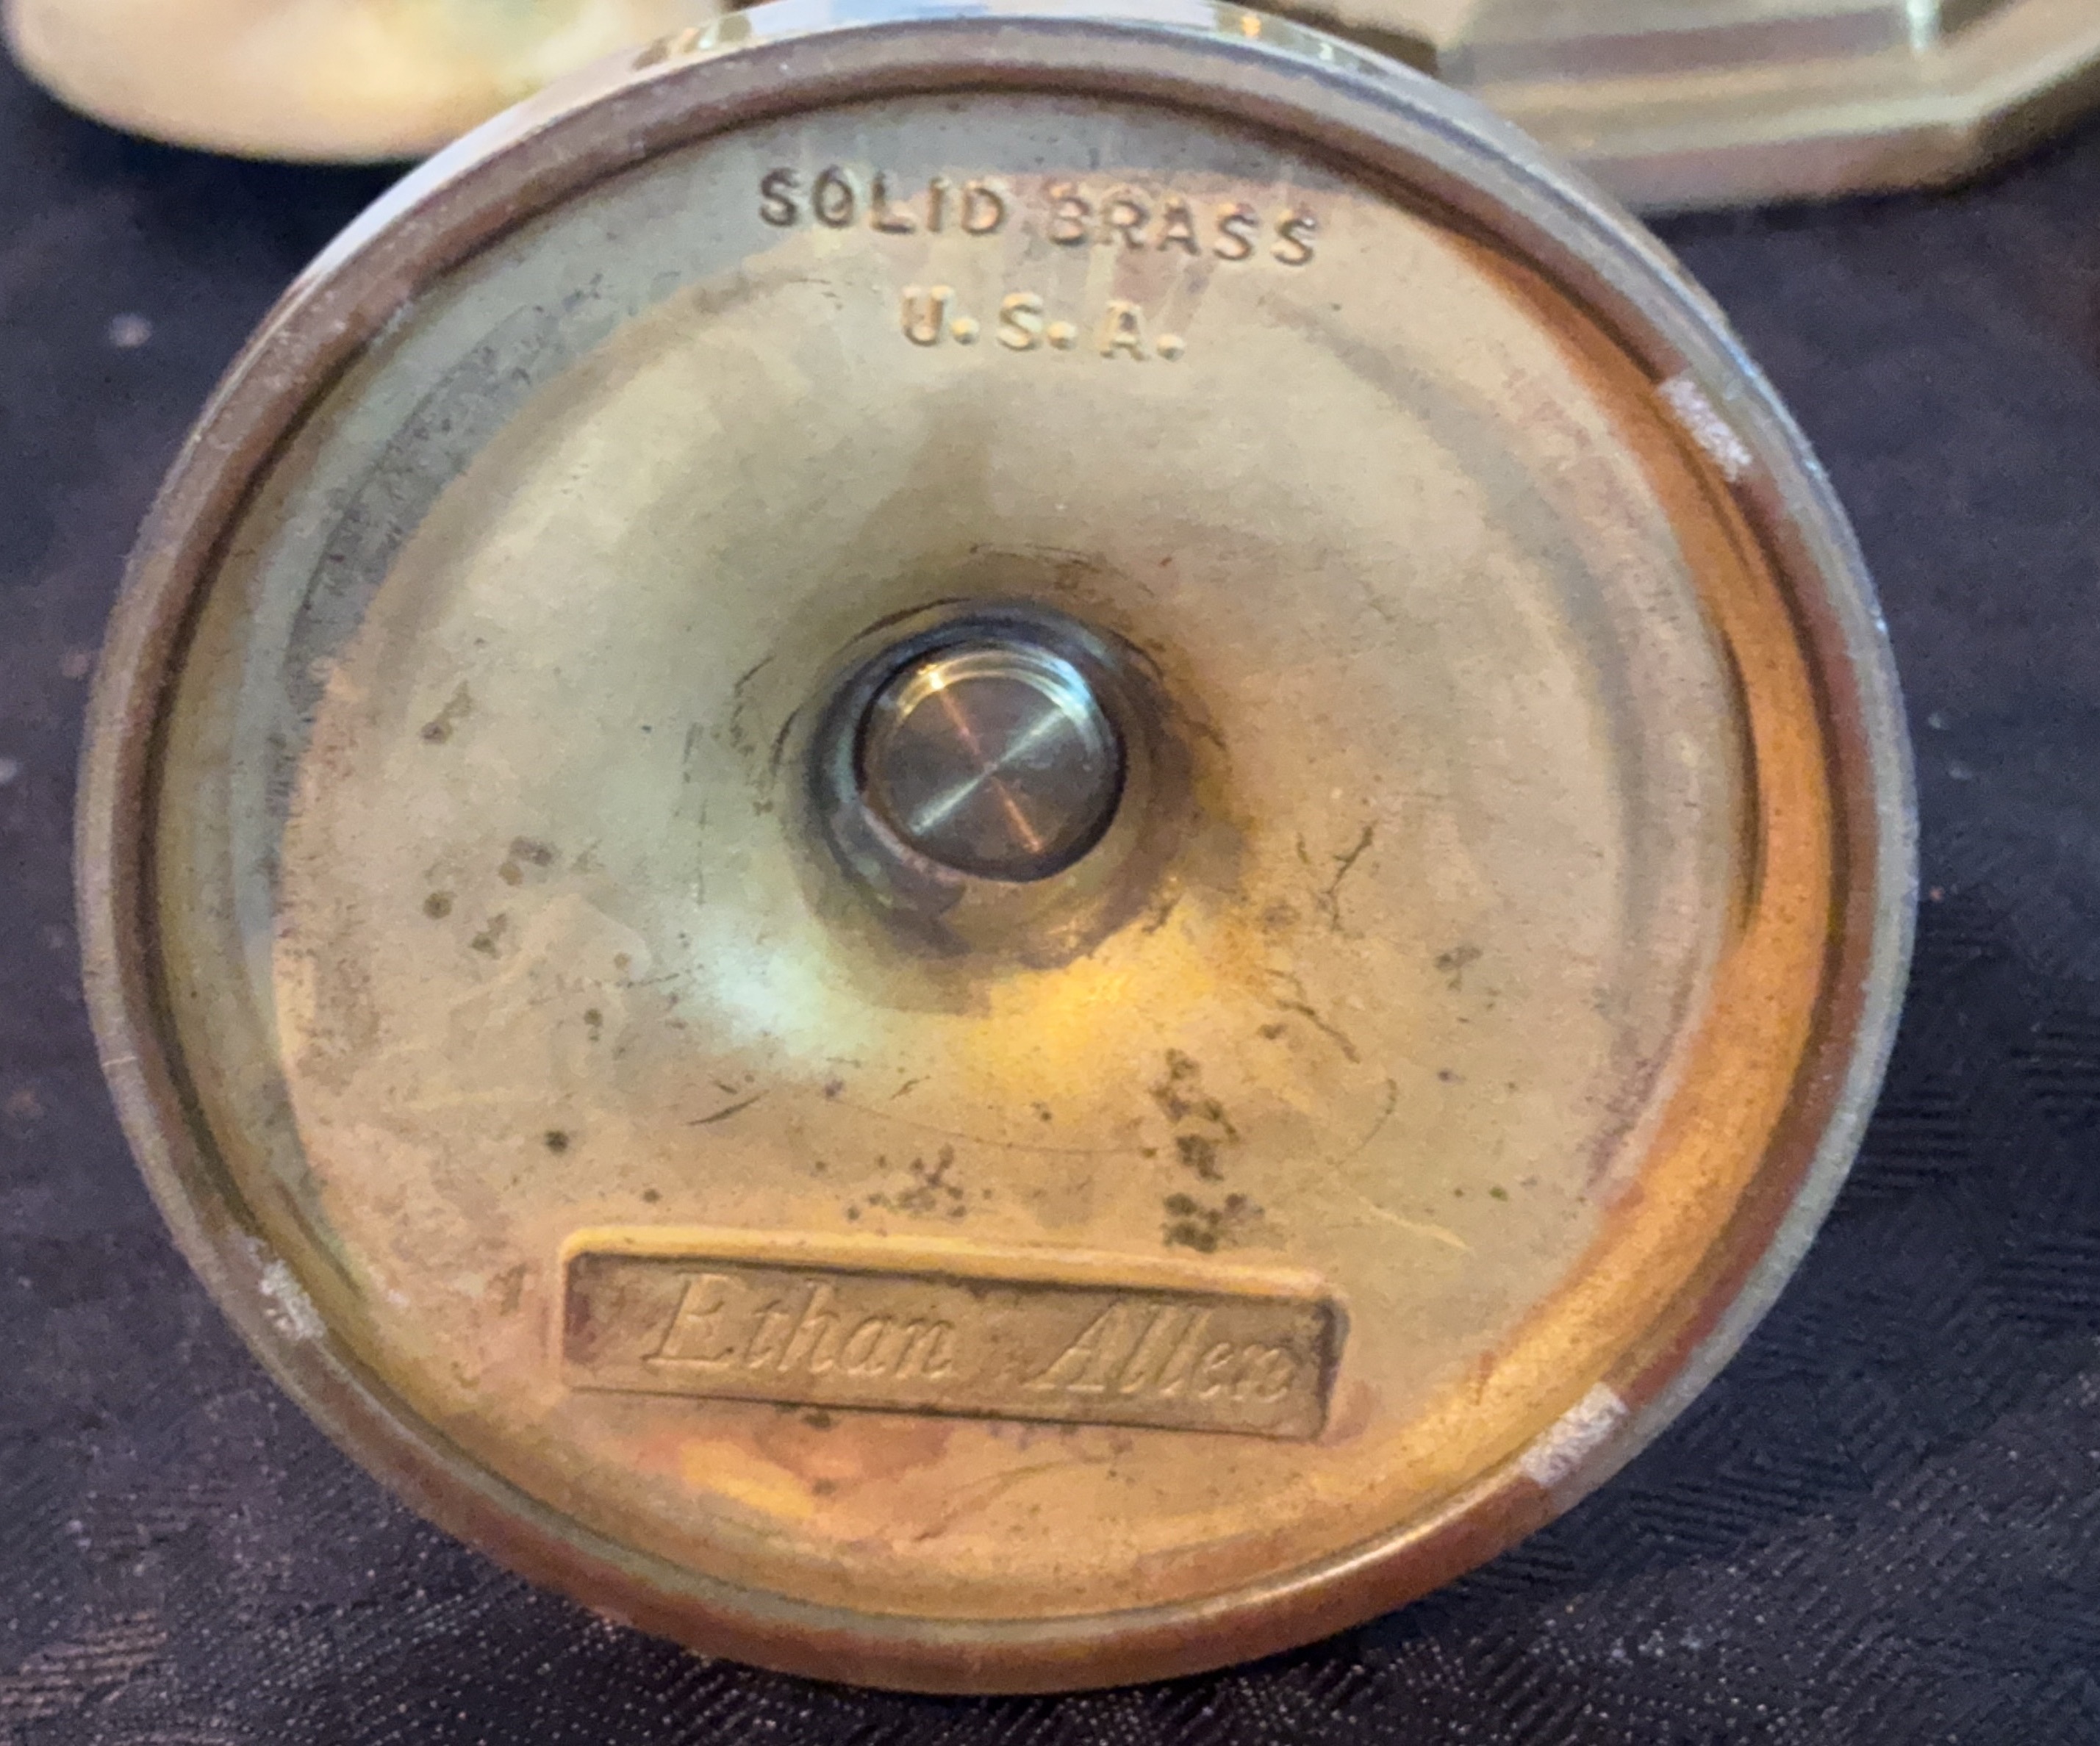 SOLID BRASS
U.S.A.
Ethan Allen